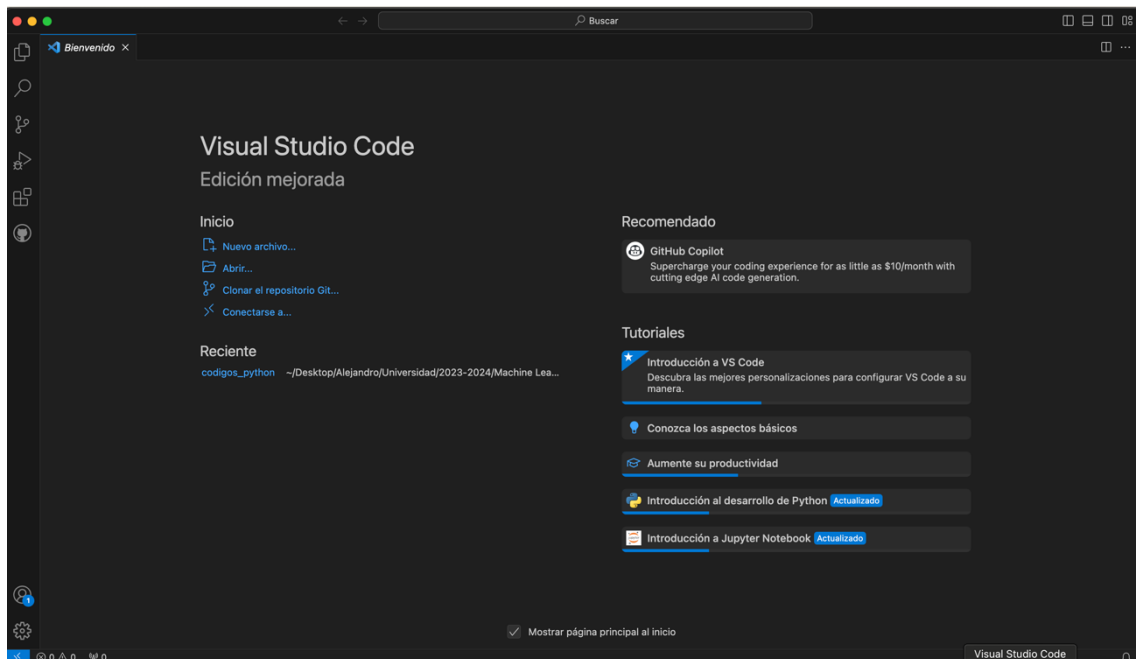 Buscar
Bienvenido
Visual Studio Code
Edición mejorada
Inicio
Nuevo archivo...
Abrir...
Clonar el repositorio Git...
Conectarse a...
Reciente
codigos_python ~/Desktop/Alejandro/Universidad/2023-2024/Machine Lea...
Recomendado
GitHub Copilot
Supercharge your coding experience for as little as $10/month with
cutting edge AI code generation.
Tutoriales
Introducción a VS Code
Descubra las mejores personalizaciones para configurar VS Code a su
manera.
Conozca los aspectos básicos
Aumente su productividad
Introducción al desarrollo de Python Actualizado
Introducción a Jupyter Notebook Actualizado
1
Mostrar página principal al inicio
0 0 0
Visual Studio Code